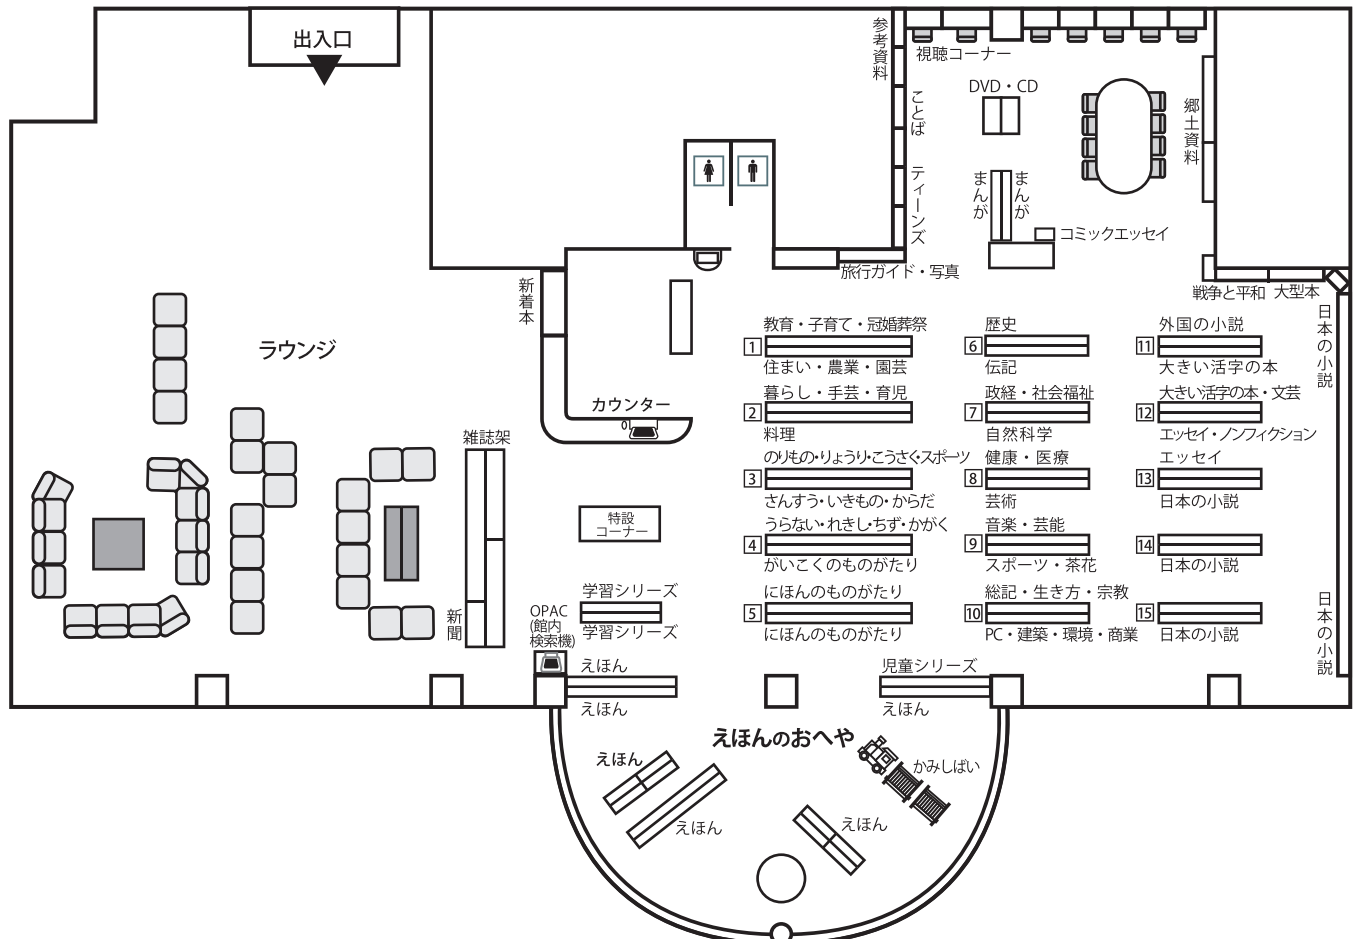 出入口
参考資料
視聴コーナー
DVD・CD
ことば
郷土資料
ティーンズ
まんが
まんが
コミックエッセイ
旅行ガイド・写真
戦争と平和
大型本
新着本
日本の小説
ラウンジ
カウンター
雑誌架
新聞
特設
コーナー
学習シリーズ
学習シリーズ
OPAC
(館内
検索機)
えほん
えほん
教育・子育て・冠婚葬祭
1
住まい・農業・園芸
暮らし・手芸・育児
2
料理
のりもの・りょうり・こうさく・スポーツ
3
さんすう・いきもの・からだ
うらない・れきし・ちず・かがく
4
がいこくのものがたり
にほんのものがたり
5
にほんのものがたり
歴史
6
伝記
政経・社会福祉
7
自然科学
健康・医療
8
芸術
音楽・芸能
9
スポーツ・茶花
総記・生き方・宗教
10
PC・建築・環境・商業
外国の小説
11
大きい活字の本
大きい活字の本・文芸
12
エッセイ・ノンフィクション
エッセイ
13
日本の小説
14
日本の小説
15
日本の小説
日本の小説
児童シリーズ
えほん
えほんのおへや
えほん
えほん
えほん
かみしばい